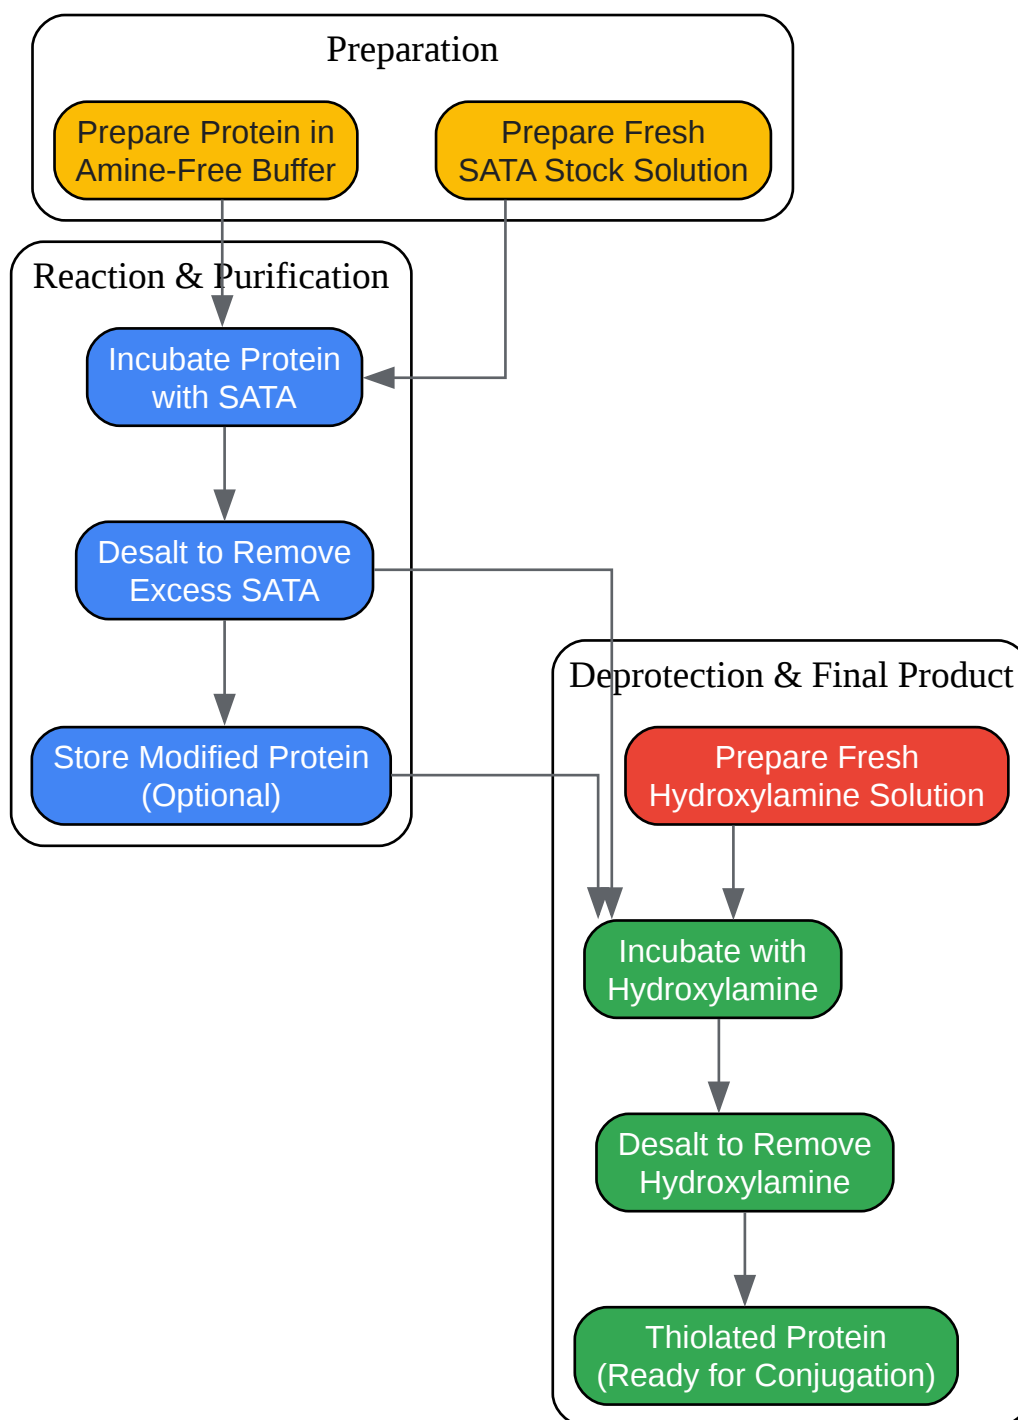 Preparation
Prepare Protein in
Amine-Free Buffer
Prepare Fresh
SATA Stock Solution
Reaction & Purification
Incubate Protein
with SATA
Desalt to Remove
Excess SATA
Store Modified Protein
(Optional)
Deprotection & Final Product
Prepare Fresh
Hydroxylamine Solution
Incubate with
Hydroxylamine
Desalt to Remove
Hydroxylamine
Thiolated Protein
(Ready for Conjugation)